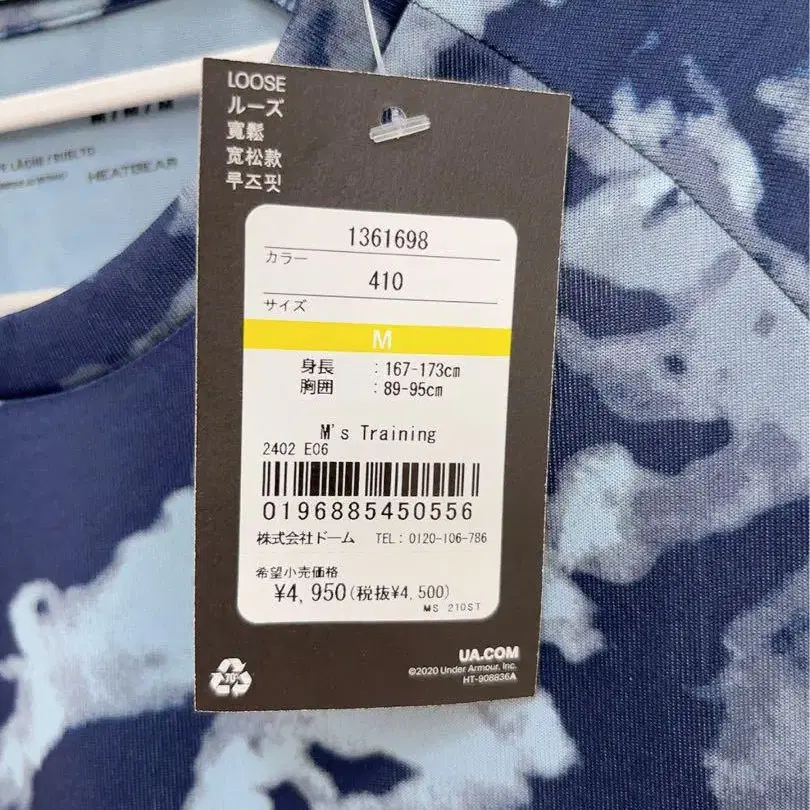 LOOSE
ルーズ
寬鬆
宽松款
루즈핏
HEATGEAR
1361698
カラー
410
サイズ
M
身長 : 167-173cm
胸囲 : 89-95cm
M's Training
2402 E06
0196885450556
株式会社ドーム TEL: 0120-106-786
希望小売価格
¥4,950(税抜¥4,500)
MS 210ST
70%
UA.COM
©2020 Under Armour, Inc.
HT-908836A